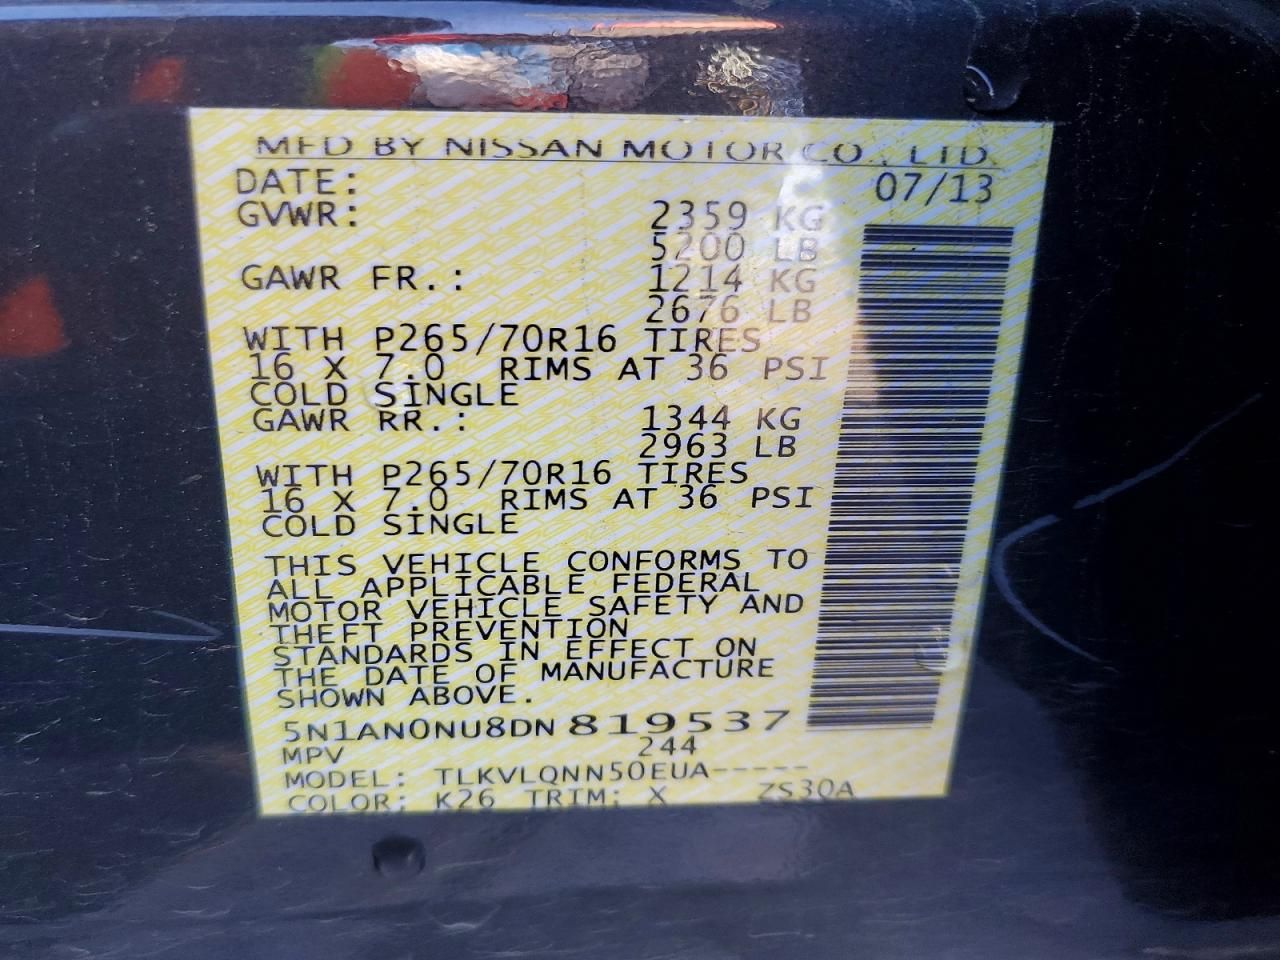 MFD BY NISSAN MOTOR CO., LTD.
DATE: 07/13
GVWR: 2359 KG
5200 LB
GAWR FR.: 1214 KG
2676 LB
WITH P265/70R16 TIRES
16 X 7.0 RIMS AT 36 PSI
COLD SINGLE
GAWR RR.: 1344 KG
2963 LB
WITH P265/70R16 TIRES
16 X 7.0 RIMS AT 36 PSI
COLD SINGLE
THIS VEHICLE CONFORMS TO
ALL APPLICABLE FEDERAL
MOTOR VEHICLE SAFETY AND
THEFT PREVENTION
STANDARDS IN EFFECT ON
THE DATE OF MANUFACTURE
SHOWN ABOVE.
5N1AN0NU8DN819537
MPV 244
MODEL: TLKVLQNN50EUA-----
COLOR: K26 TRIM: X ZS30A